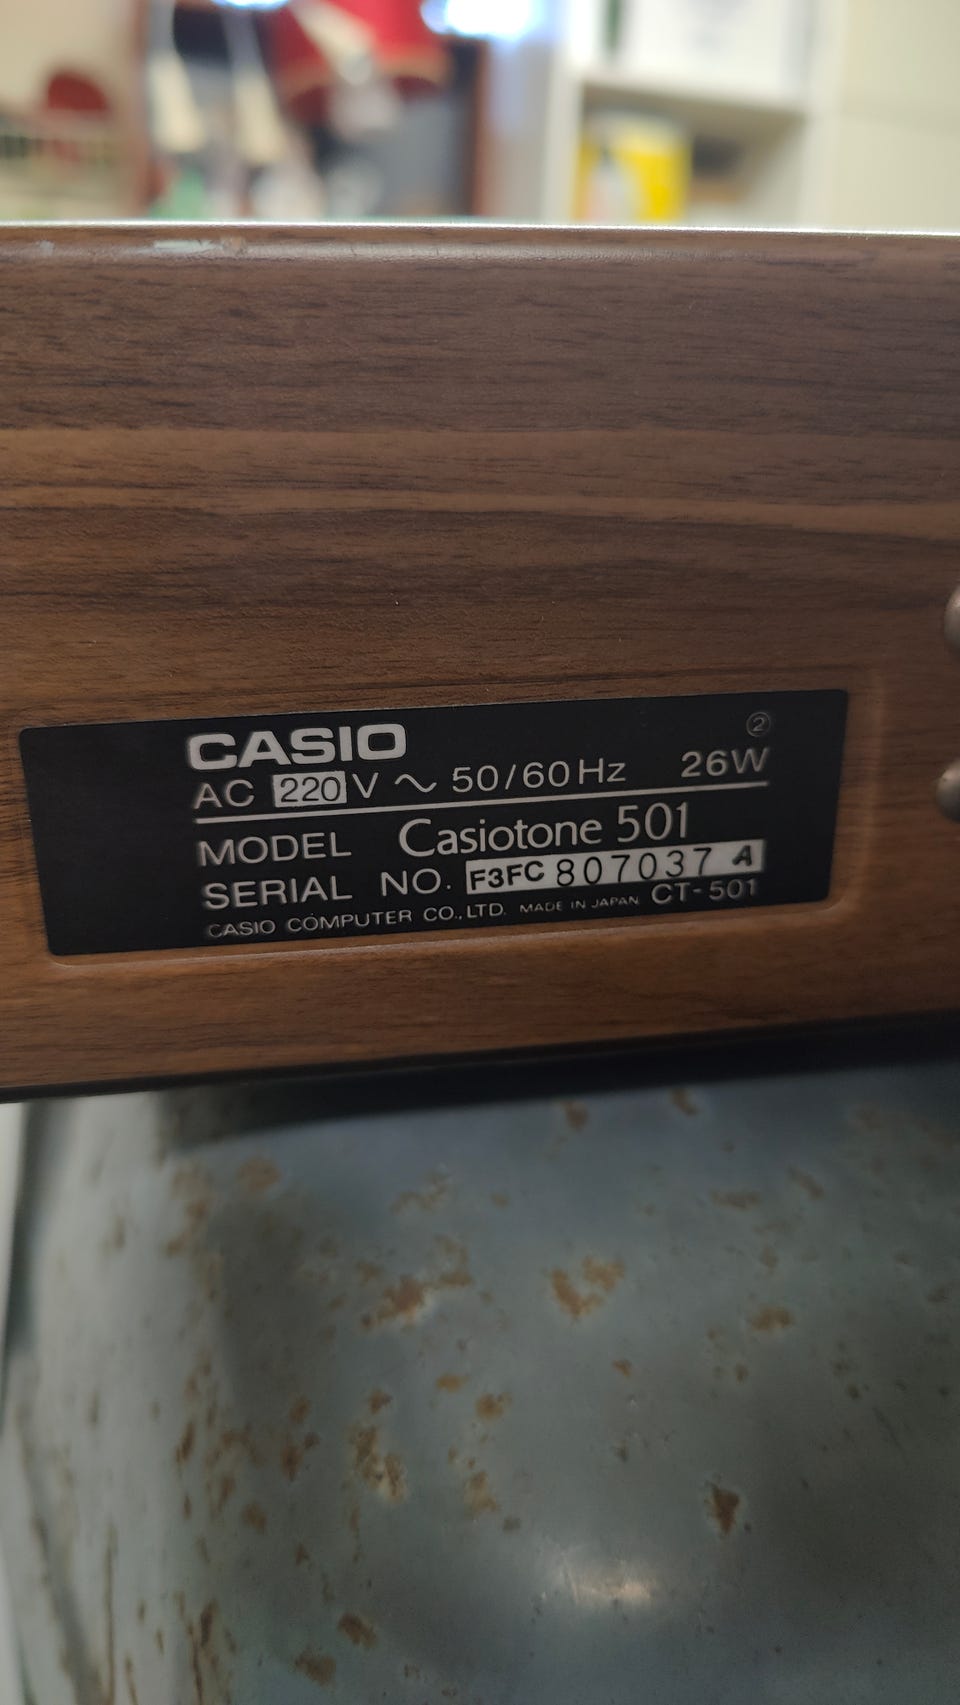 CASIO ②
AC 220 V ~ 50/60Hz 26W
MODEL Casiotone 501
SERIAL NO. F3FC 807037 A
CASIO COMPUTER CO.,LTD. MADE IN JAPAN CT-501